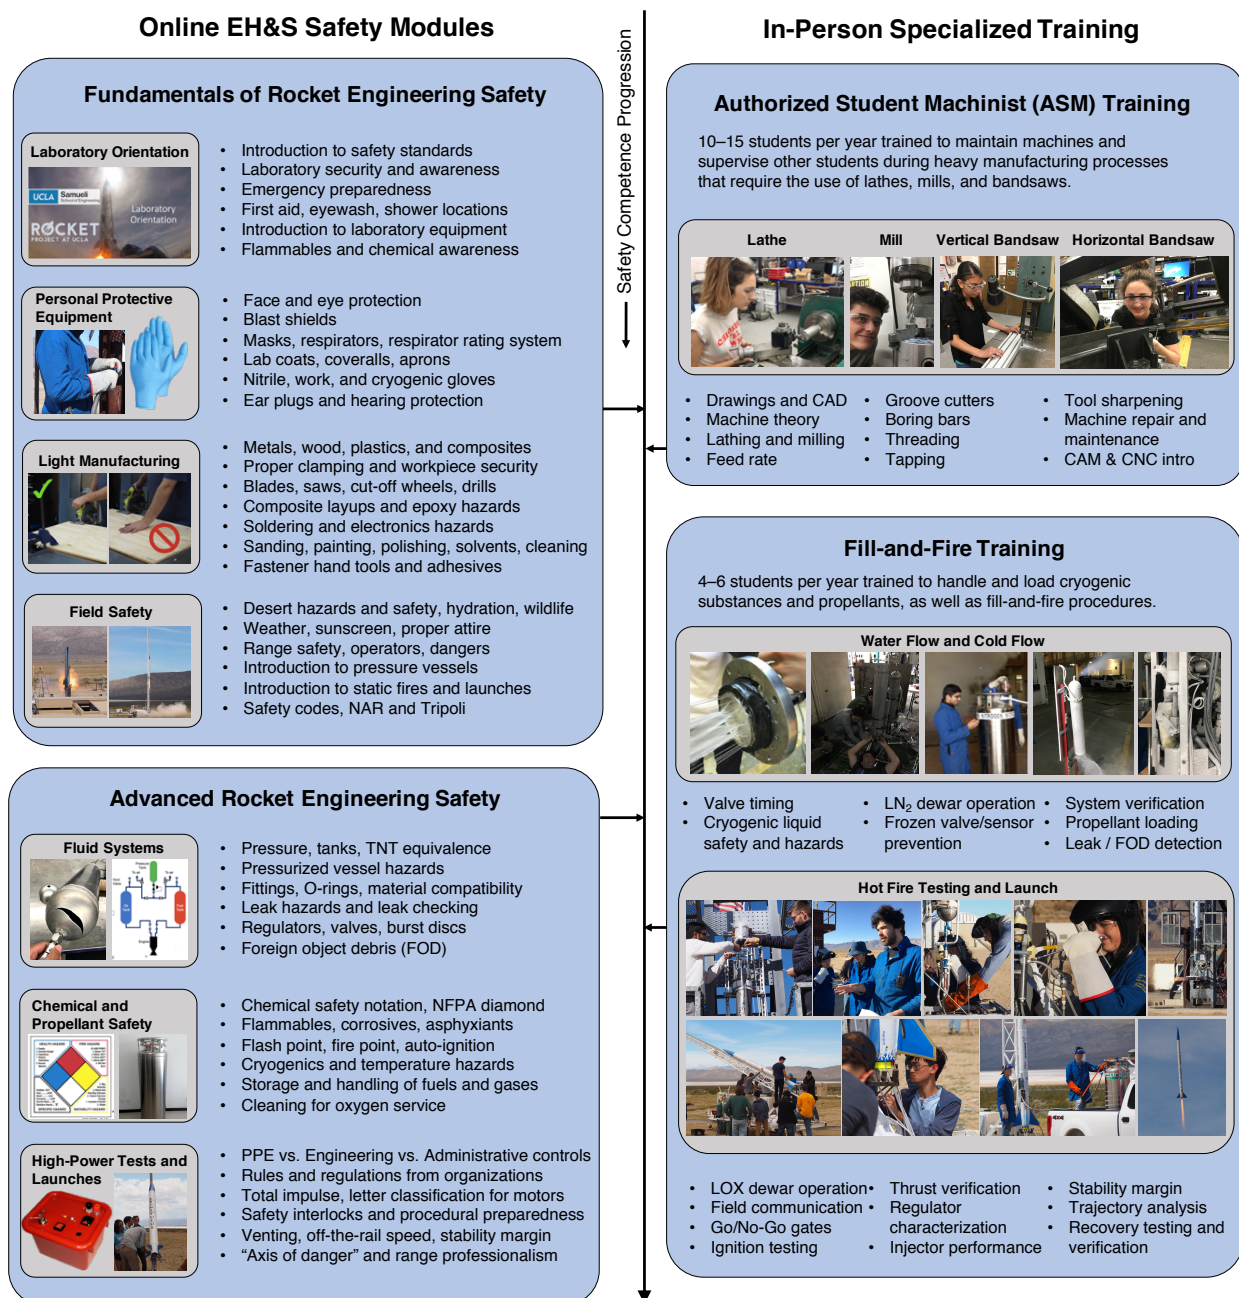 Online EH&S Safety Modules
Fundamentals of Rocket Engineering Safety
Laboratory Orientation
UCLA Samueli
School of Engineering
Laboratory
Orientation
ROCKET
PROJECT AT UCLA
• Introduction to safety standards
• Laboratory security and awareness
• Emergency preparedness
• First aid, eyewash, shower locations
• Introduction to laboratory equipment
• Flammables and chemical awareness
Personal Protective
Equipment
• Face and eye protection
• Blast shields
• Masks, respirators, respirator rating system
• Lab coats, coveralls, aprons
• Nitrile, work, and cryogenic gloves
• Ear plugs and hearing protection
Light Manufacturing
• Metals, wood, plastics, and composites
• Proper clamping and workpiece security
• Blades, saws, cut-off wheels, drills
• Composite layups and epoxy hazards
• Soldering and electronics hazards
• Sanding, painting, polishing, solvents, cleaning
• Fastener hand tools and adhesives
Field Safety
• Desert hazards and safety, hydration, wildlife
• Weather, sunscreen, proper attire
• Range safety, operators, dangers
• Introduction to pressure vessels
• Introduction to static fires and launches
• Safety codes, NAR and Tripoli
Advanced Rocket Engineering Safety
Fluid Systems
• Pressure, tanks, TNT equivalence
• Pressurized vessel hazards
• Fittings, O-rings, material compatibility
• Leak hazards and leak checking
• Regulators, valves, burst discs
• Foreign object debris (FOD)
Chemical and
Propellant Safety
• Chemical safety notation, NFPA diamond
• Flammables, corrosives, asphyxiants
• Flash point, fire point, auto-ignition
• Cryogenics and temperature hazards
• Storage and handling of fuels and gases
• Cleaning for oxygen service
High-Power Tests and
Launches
• PPE vs. Engineering vs. Administrative controls
• Rules and regulations from organizations
• Total impulse, letter classification for motors
• Safety interlocks and procedural preparedness
• Venting, off-the-rail speed, stability margin
• “Axis of danger” and range professionalism
Safety Competence Progression
In-Person Specialized Training
Authorized Student Machinist (ASM) Training
10–15 students per year trained to maintain machines and
supervise other students during heavy manufacturing processes
that require the use of lathes, mills, and bandsaws.
Lathe Mill Vertical Bandsaw Horizontal Bandsaw
• Drawings and CAD
• Machine theory
• Lathing and milling
• Feed rate
• Groove cutters
• Boring bars
• Threading
• Tapping
• Tool sharpening
• Machine repair and
maintenance
• CAM & CNC intro
Fill-and-Fire Training
4–6 students per year trained to handle and load cryogenic
substances and propellants, as well as fill-and-fire procedures.
Water Flow and Cold Flow
• Valve timing
• Cryogenic liquid
safety and hazards
• LN₂ dewar operation
• Frozen valve/sensor
prevention
• System verification
• Propellant loading
• Leak / FOD detection
Hot Fire Testing and Launch
• LOX dewar operation
• Field communication
• Go/No-Go gates
• Ignition testing
• Thrust verification
• Regulator
characterization
• Injector performance
• Stability margin
• Trajectory analysis
• Recovery testing and
verification